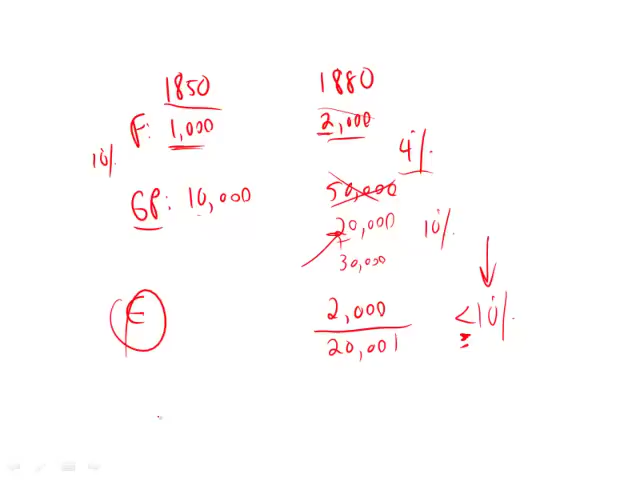 1850 1880
F: 1,000 2,000
10%. 4%.
GP: 10,000 50,000
20,000 10%.
+
30,000
E 2,000 <10%.
20,001